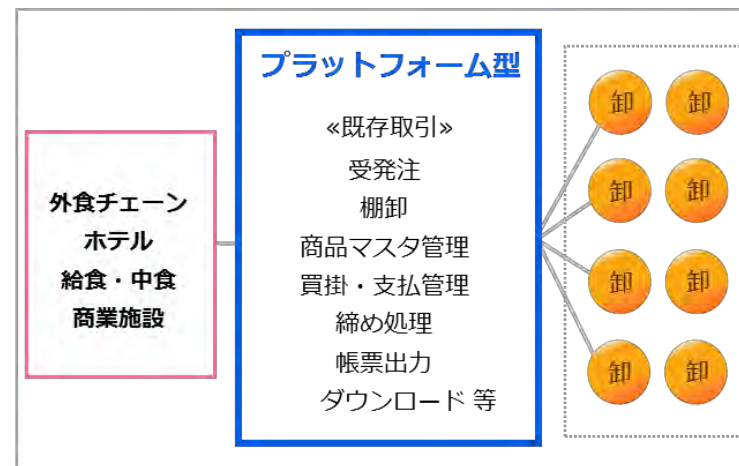 外食チェーン
ホテル
給食・中食
商業施設
プラットフォーム型
≪既存取引≫
受発注
棚卸
商品マスタ管理
買掛・支払管理
締め処理
帳票出力
ダウンロード 等
卸 卸
卸 卸
卸 卸
卸 卸